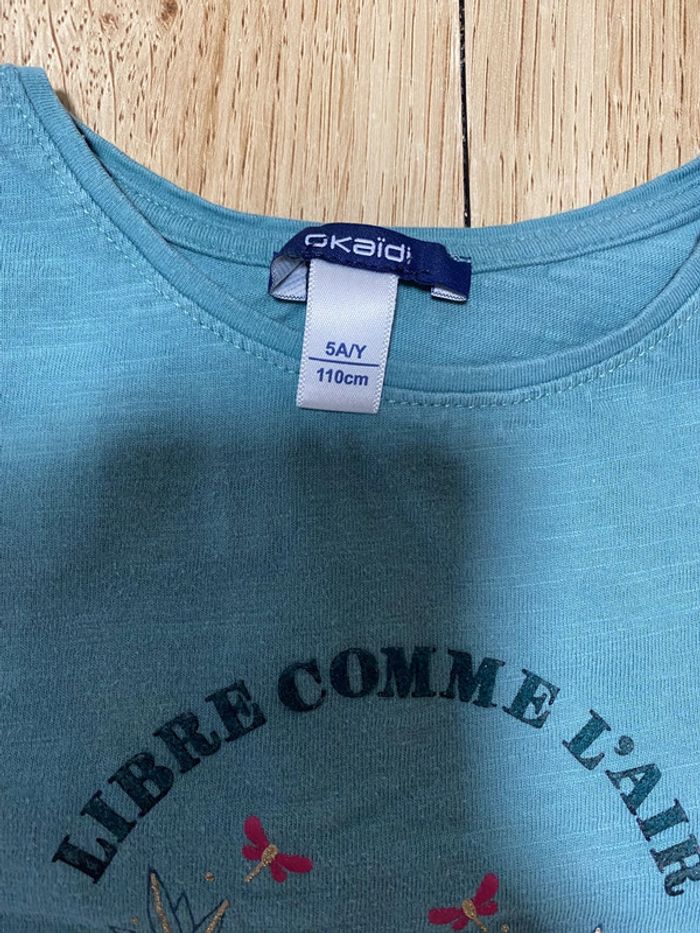 okaïdi
5A/Y
110cm
LIBRE COMME L'AIR